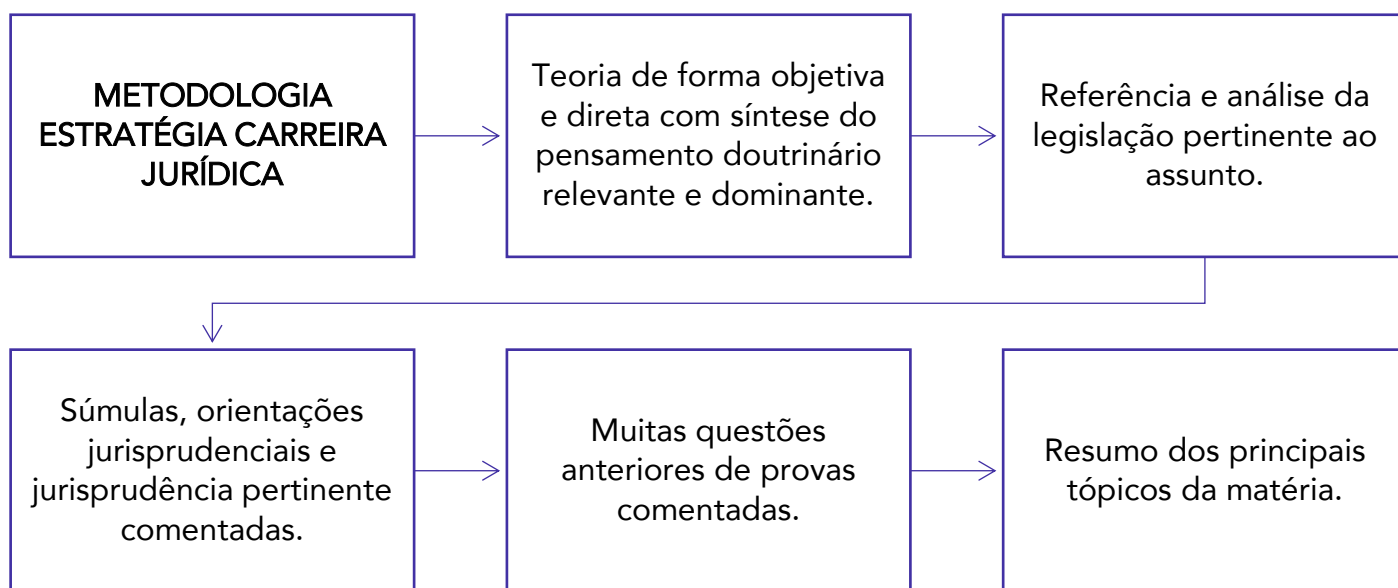 METODOLOGIA
ESTRATÉGIA CARREIRA
JURÍDICA
Teoria de forma objetiva
e direta com síntese do
pensamento doutrinário
relevante e dominante.
Referência e análise da
legislação pertinente ao
assunto.
Súmulas, orientações
jurisprudenciais e
jurisprudência pertinente
comentadas.
Muitas questões
anteriores de provas
comentadas.
Resumo dos principais
tópicos da matéria.